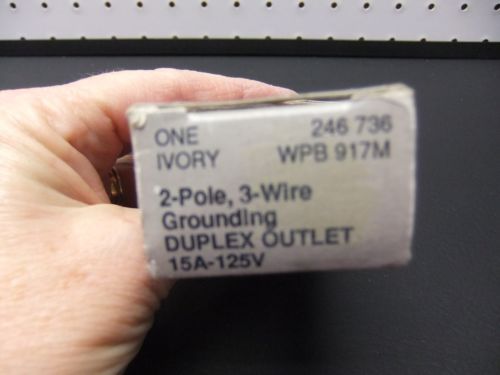 ONE 246 736
IVORY WPB 917M
2-Pole, 3-Wire
Grounding
DUPLEX OUTLET
15A-125V